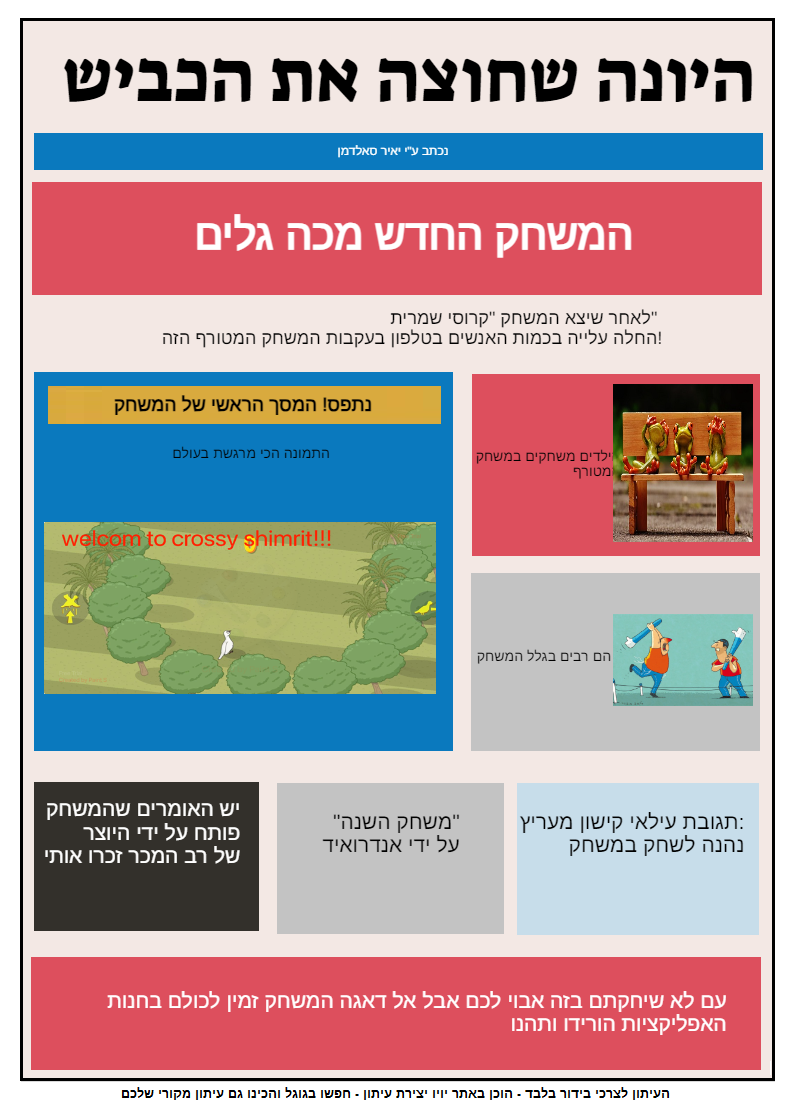 היונה שחוצה את הכביש
נכתב ע"י יאיר סאלדמן
המשחק החדש מכה גלים
"לאחר שיצא המשחק "קרוסי שמרית
!החלה עלייה בכמות האנשים בטלפון בעקבות המשחק המטורף הזה
ילדים משחקים במשחק
מטורף
נתפס! המסך הראשי של המשחק
התמונה הכי מרגשת בעולם
welcom to crossy shimrit!!!
הם רבים בגלל המשחק
:תגובת עילאי קישון מעריץ
נהנה לשחק במשחק
"משחק השנה"
על ידי אנדרואיד
יש האומרים שהמשחק
פותח על ידי היוצר
של רב המכר זכרו אותי
עם לא שיחקתם בזה אבוי לכם אבל אל דאגה המשחק זמין לכולם בחנות
האפליקציות הורידו ותהנו
העיתון לצרכי בידור בלבד - הוכן באתר יויו יצירת עיתון - חפשו בגוגל והכינו גם עיתון מקורי שלכם